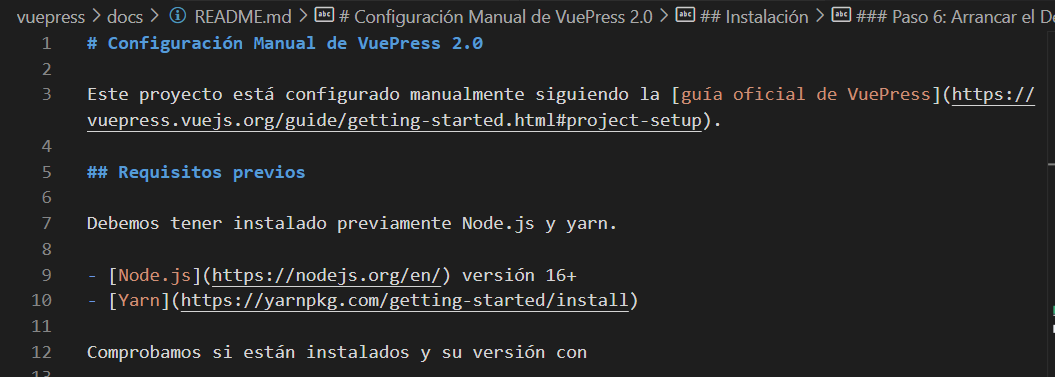 vuepress > docs > README.md > # Configuración Manual de VuePress 2.0 > ## Instalación > ### Paso 6: Arrancar el De
1 # Configuración Manual de VuePress 2.0
2
3 Este proyecto está configurado manualmente siguiendo la [guía oficial de VuePress](https://
vuepress.vuejs.org/guide/getting-started.html#project-setup).
4
5 ## Requisitos previos
6
7 Debemos tener instalado previamente Node.js y yarn.
8
9 - [Node.js](https://nodejs.org/en/) versión 16+
10 - [Yarn](https://yarnpkg.com/getting-started/install)
11
12 Comprobamos si están instalados y su versión con
13